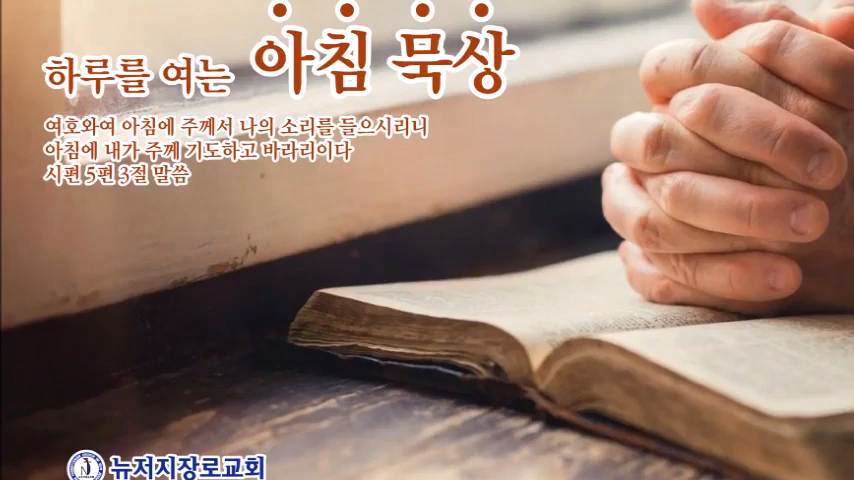 하루를 여는 아침 묵상
여호와여 아침에 주께서 나의 소리를 들으시리니
아침에 내가 주께 기도하고 바라리이다
시편 5편 3절 말씀
뉴저지장로교회